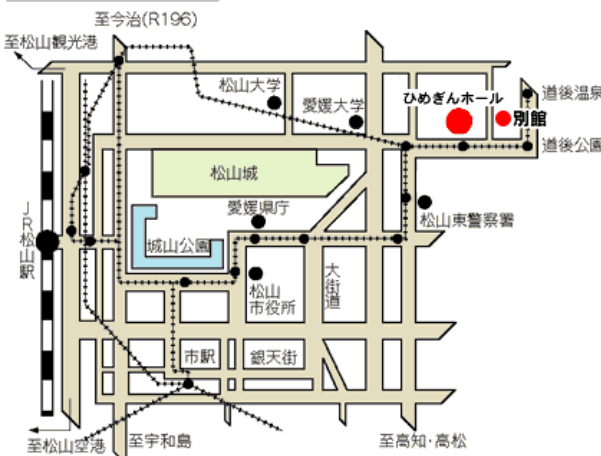 至今治(R196)
至松山観光港
松山大学
愛媛大学
ひめぎんホール
別館
道後温泉
道後公園
松山城
愛媛県庁
松山東警察署
城山公園
JR松山駅
松山
市役所
大街道
市駅
銀天街
至松山空港
至宇和島
至高知・高松